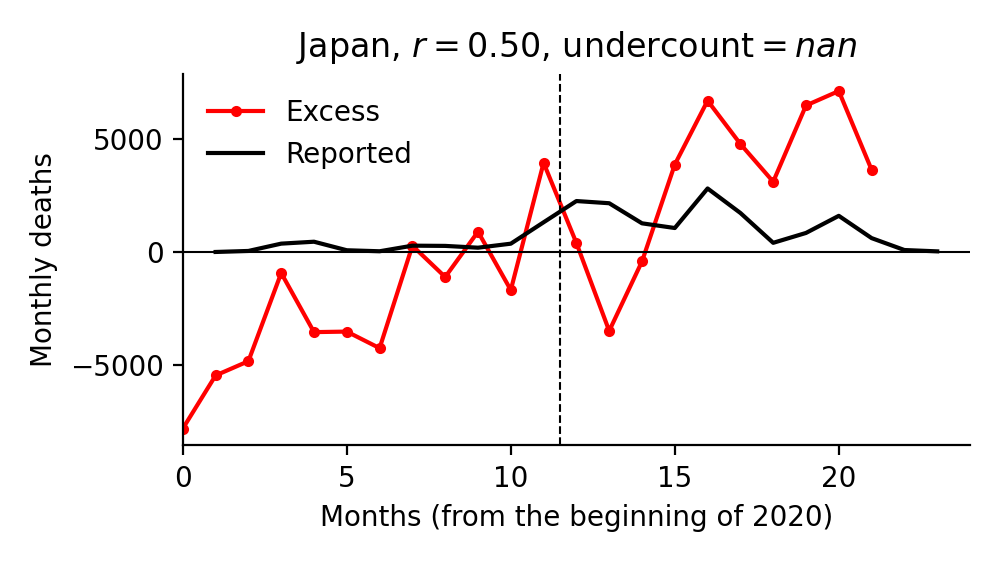 Japan, r = 0.50, undercount = nan
Excess
Reported
5000
0
−5000
Monthly deaths
0 5 10 15 20
Months (from the beginning of 2020)